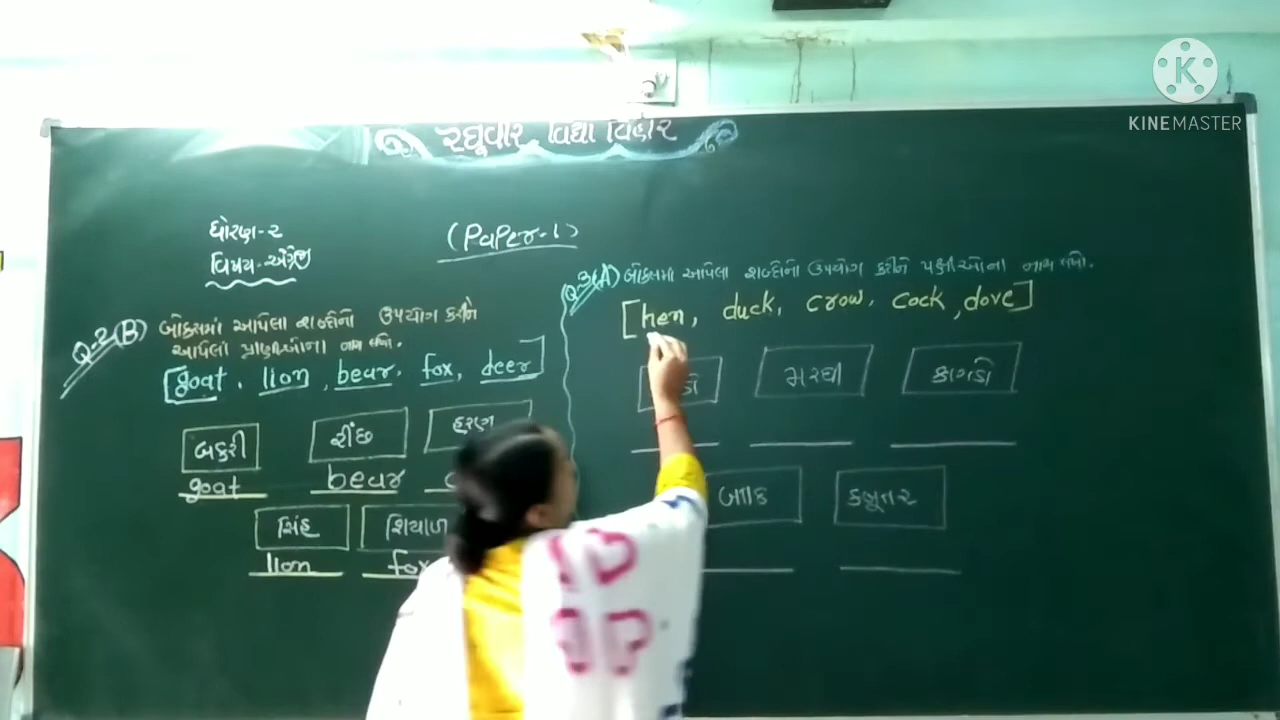 રઘુવીર વિદ્યા વિહાર
ધોરણ-૨
વિષય-અંગ્રેજી
(PaPer-1)
Q-2(B) બોક્સમાં આપેલા શબ્દોનો ઉપયોગ કરીને
આપેલાં પ્રાણીઓના નામ લખો.
[goat, lion, bear, fox, deer]
બકરી રીંછ હરણ
goat bear
સિંહ શિયાળ
lion fox
Q-3(A) બોક્સમાં આપેલા શબ્દોનો ઉપયોગ કરીને પક્ષીઓના નામ લખો.
[hen, duck, crow, cock, dove]
મરઘી કાગડો
બતક કબૂતર
KINEMASTER